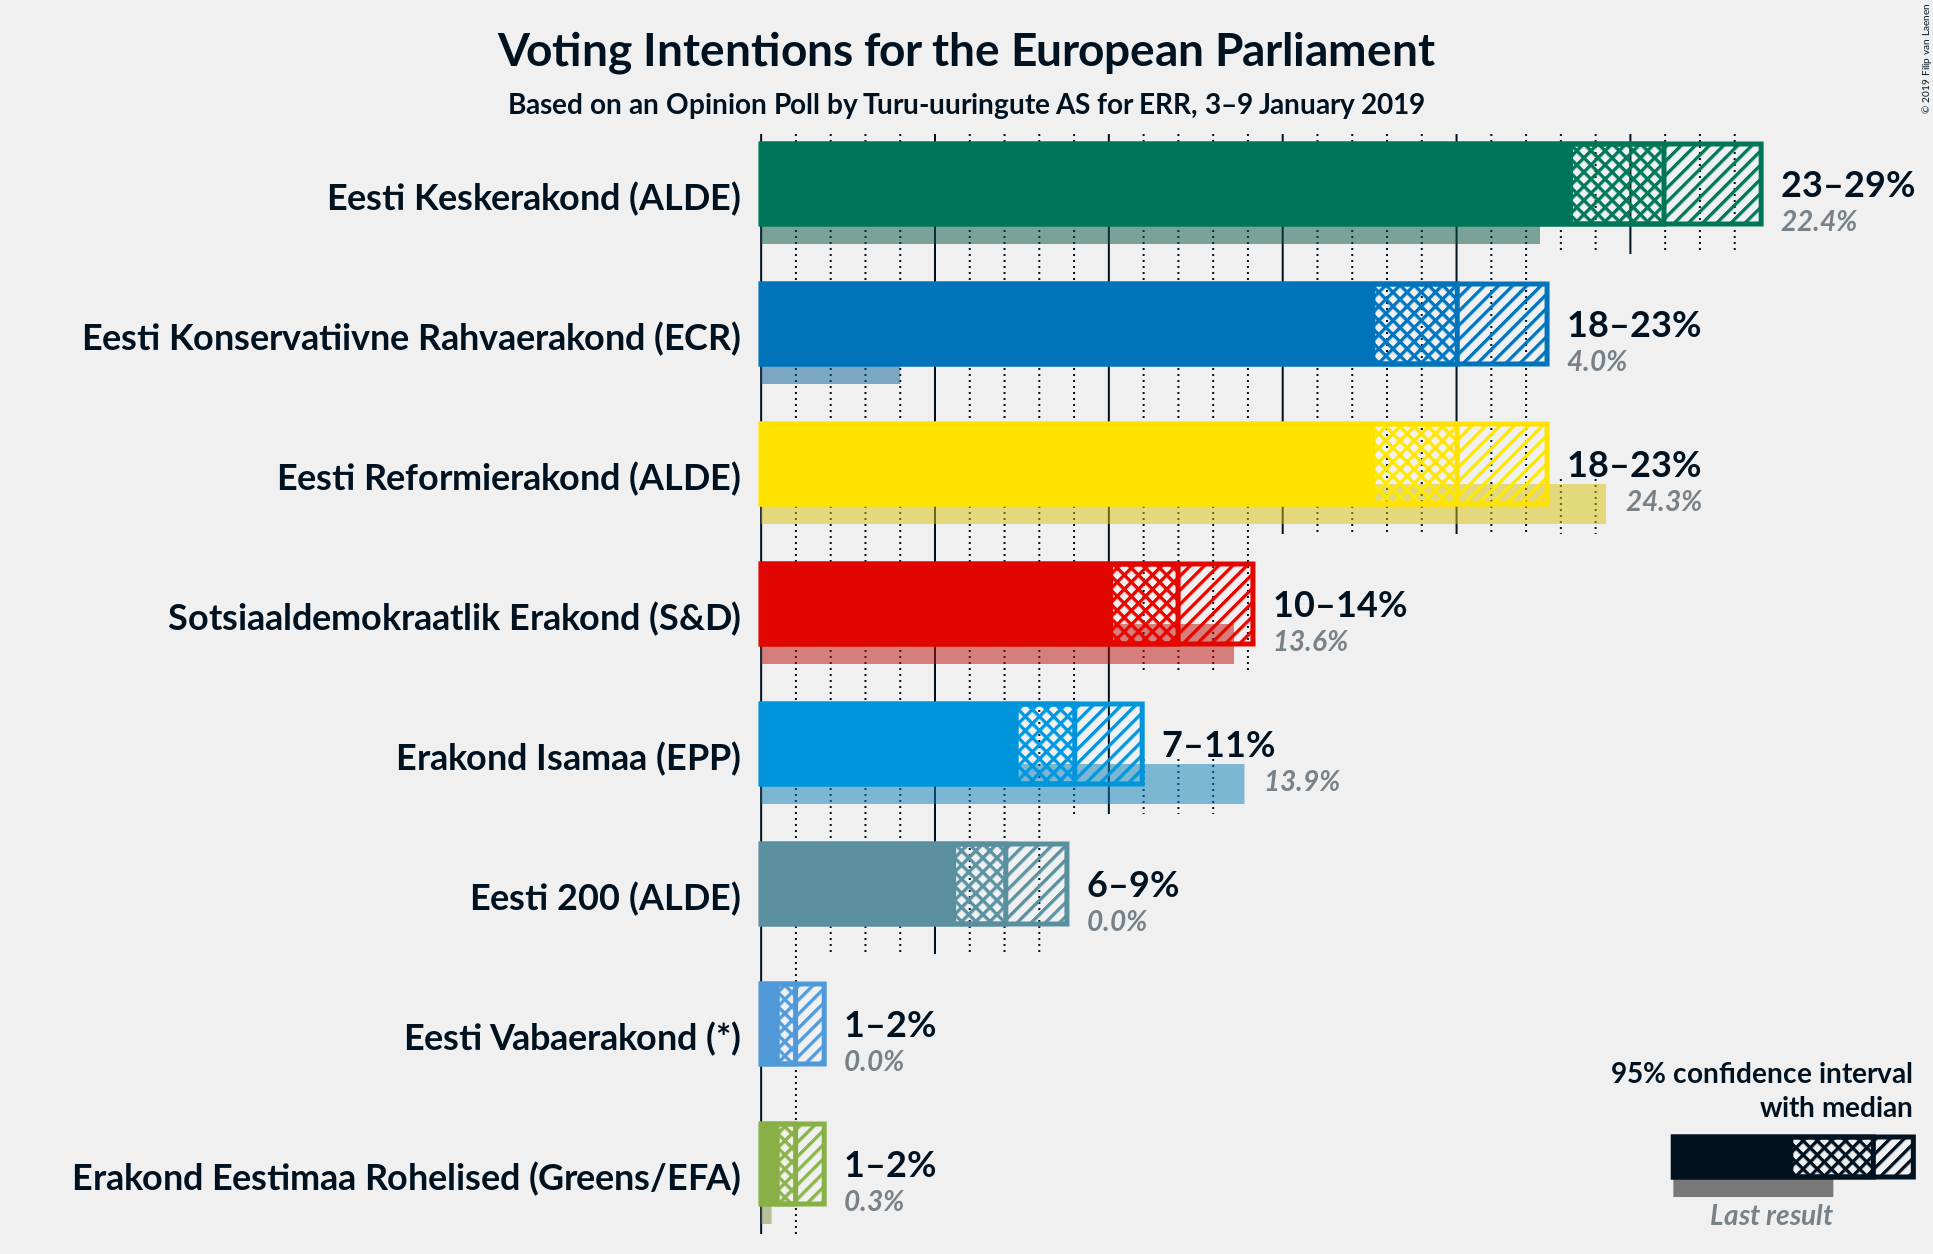 Voting Intentions for the European Parliament
Based on an Opinion Poll by Turu-uuringute AS for ERR, 3–9 January 2019
© 2019 Filip van Laenen
Eesti Keskerakond (ALDE)
23–29%
22.4%
Eesti Konservatiivne Rahvaerakond (ECR)
18–23%
4.0%
Eesti Reformierakond (ALDE)
18–23%
24.3%
Sotsiaaldemokraatlik Erakond (S&D)
10–14%
13.6%
Erakond Isamaa (EPP)
7–11%
13.9%
Eesti 200 (ALDE)
6–9%
0.0%
Eesti Vabaerakond (*)
1–2%
0.0%
Erakond Eestimaa Rohelised (Greens/EFA)
1–2%
0.3%
95% confidence interval
with median
Last result